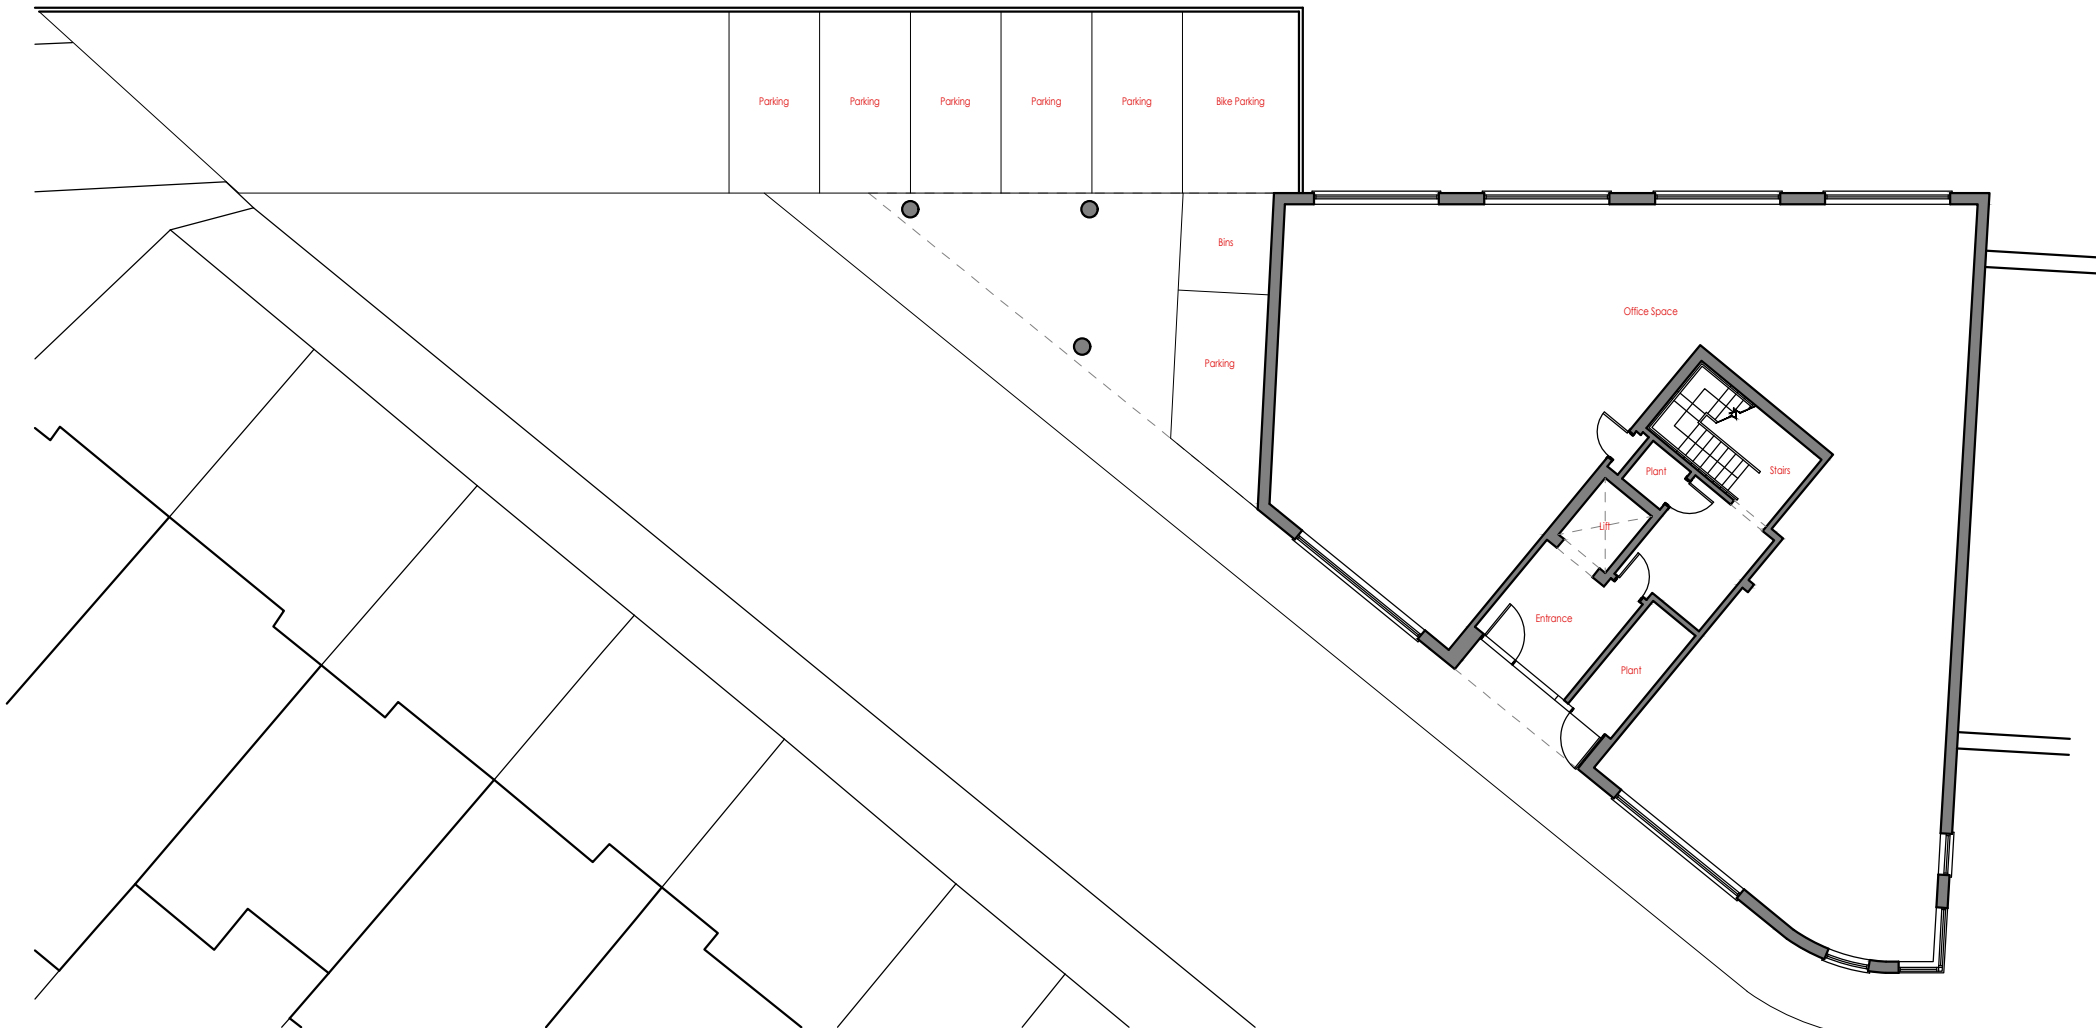 Parking
Parking
Parking
Parking
Parking
Bike Parking
Bins
Office Space
Parking
Plant
Stairs
Lift
Entrance
Plant